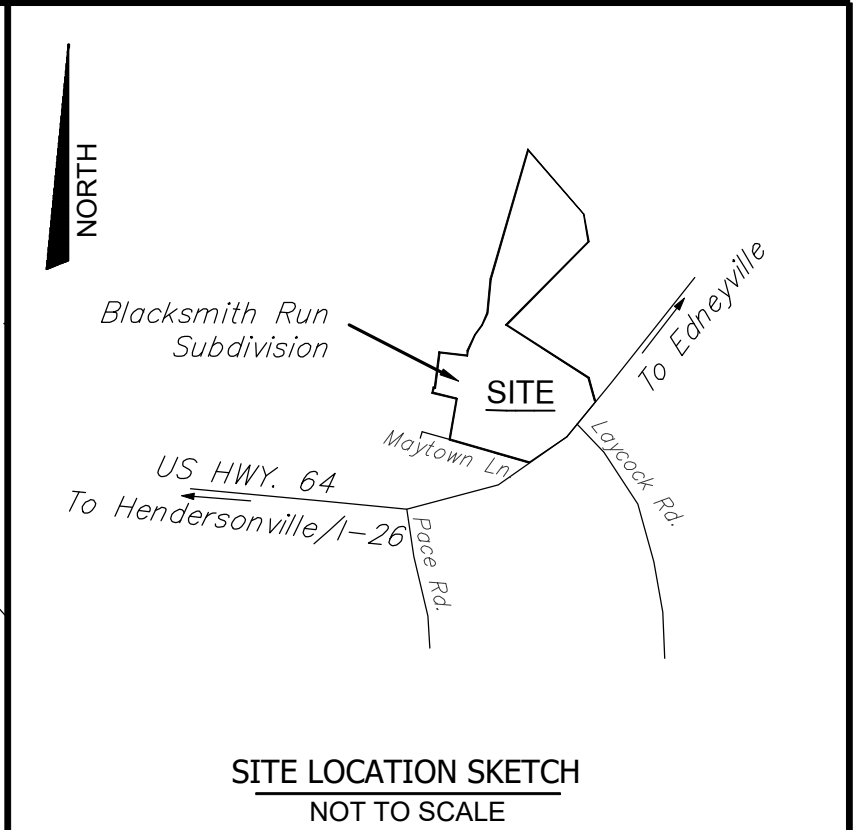 NORTH
Blacksmith Run
Subdivision
SITE
To Edneyville
Maytown Ln.
Laycock Rd.
US HWY. 64
To Hendersonville/I-26
Pace Rd.
SITE LOCATION SKETCH
NOT TO SCALE